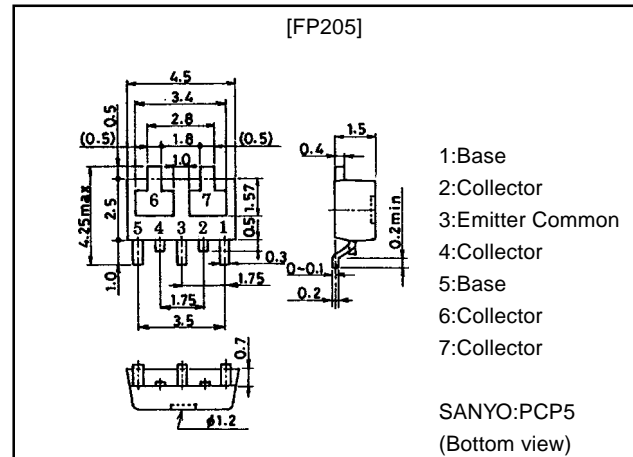 [FP205]
4.5
3.4
2.8
(0.5) 1.8 (0.5)
1.0
0.5
6 7
5 4 3 2 1
4.25max
2.5
1.0
1.57
0.5
0.3
1.75
1.75
3.5
1.5
0.4
0.2min
0~0.1
0.2
0.7
ø1.2
1:Base
2:Collector
3:Emitter Common
4:Collector
5:Base
6:Collector
7:Collector
SANYO:PCP5
(Bottom view)